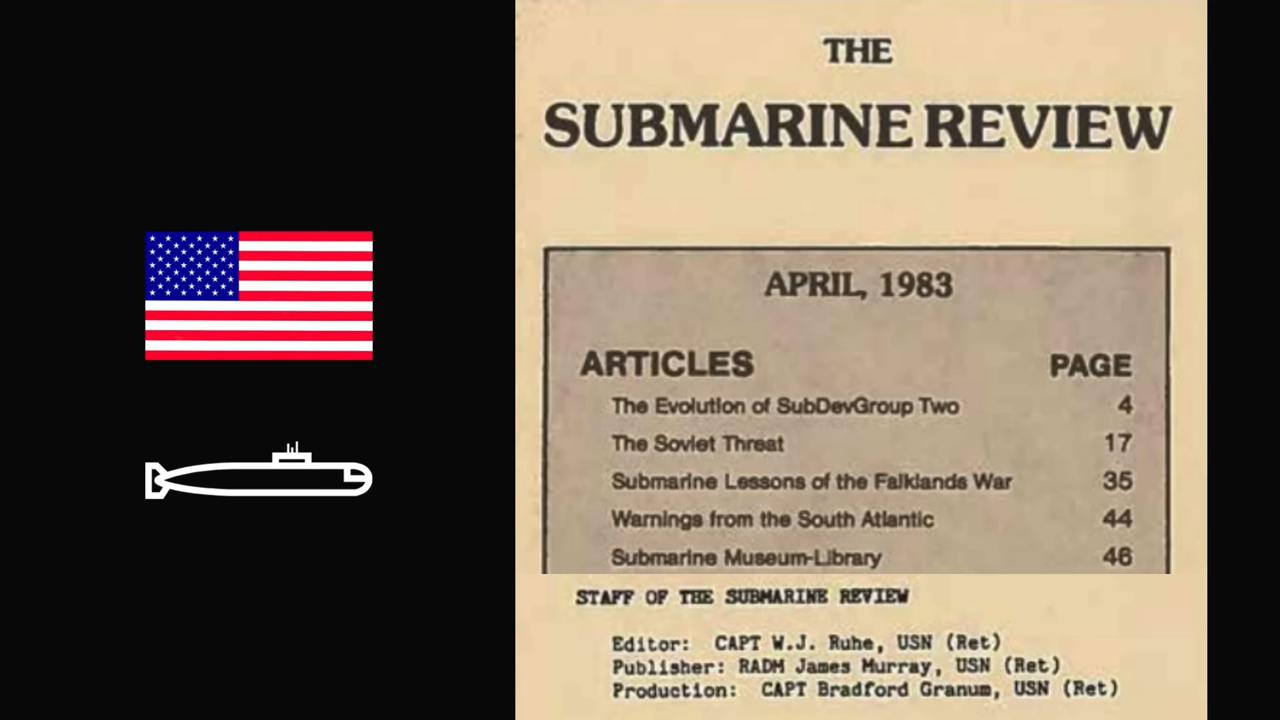 THE
SUBMARINE REVIEW
APRIL, 1983
ARTICLES PAGE
The Evolution of SubDevGroup Two 4
The Soviet Threat 17
Submarine Lessons of the Falklands War 35
Warnings from the South Atlantic 44
Submarine Museum-Library 46
STAFF OF THE SUBMARINE REVIEW
Editor: CAPT W.J. Ruhe, USN (Ret)
Publisher: RADM James Murray, USN (Ret)
Production: CAPT Bradford Granum, USN (Ret)